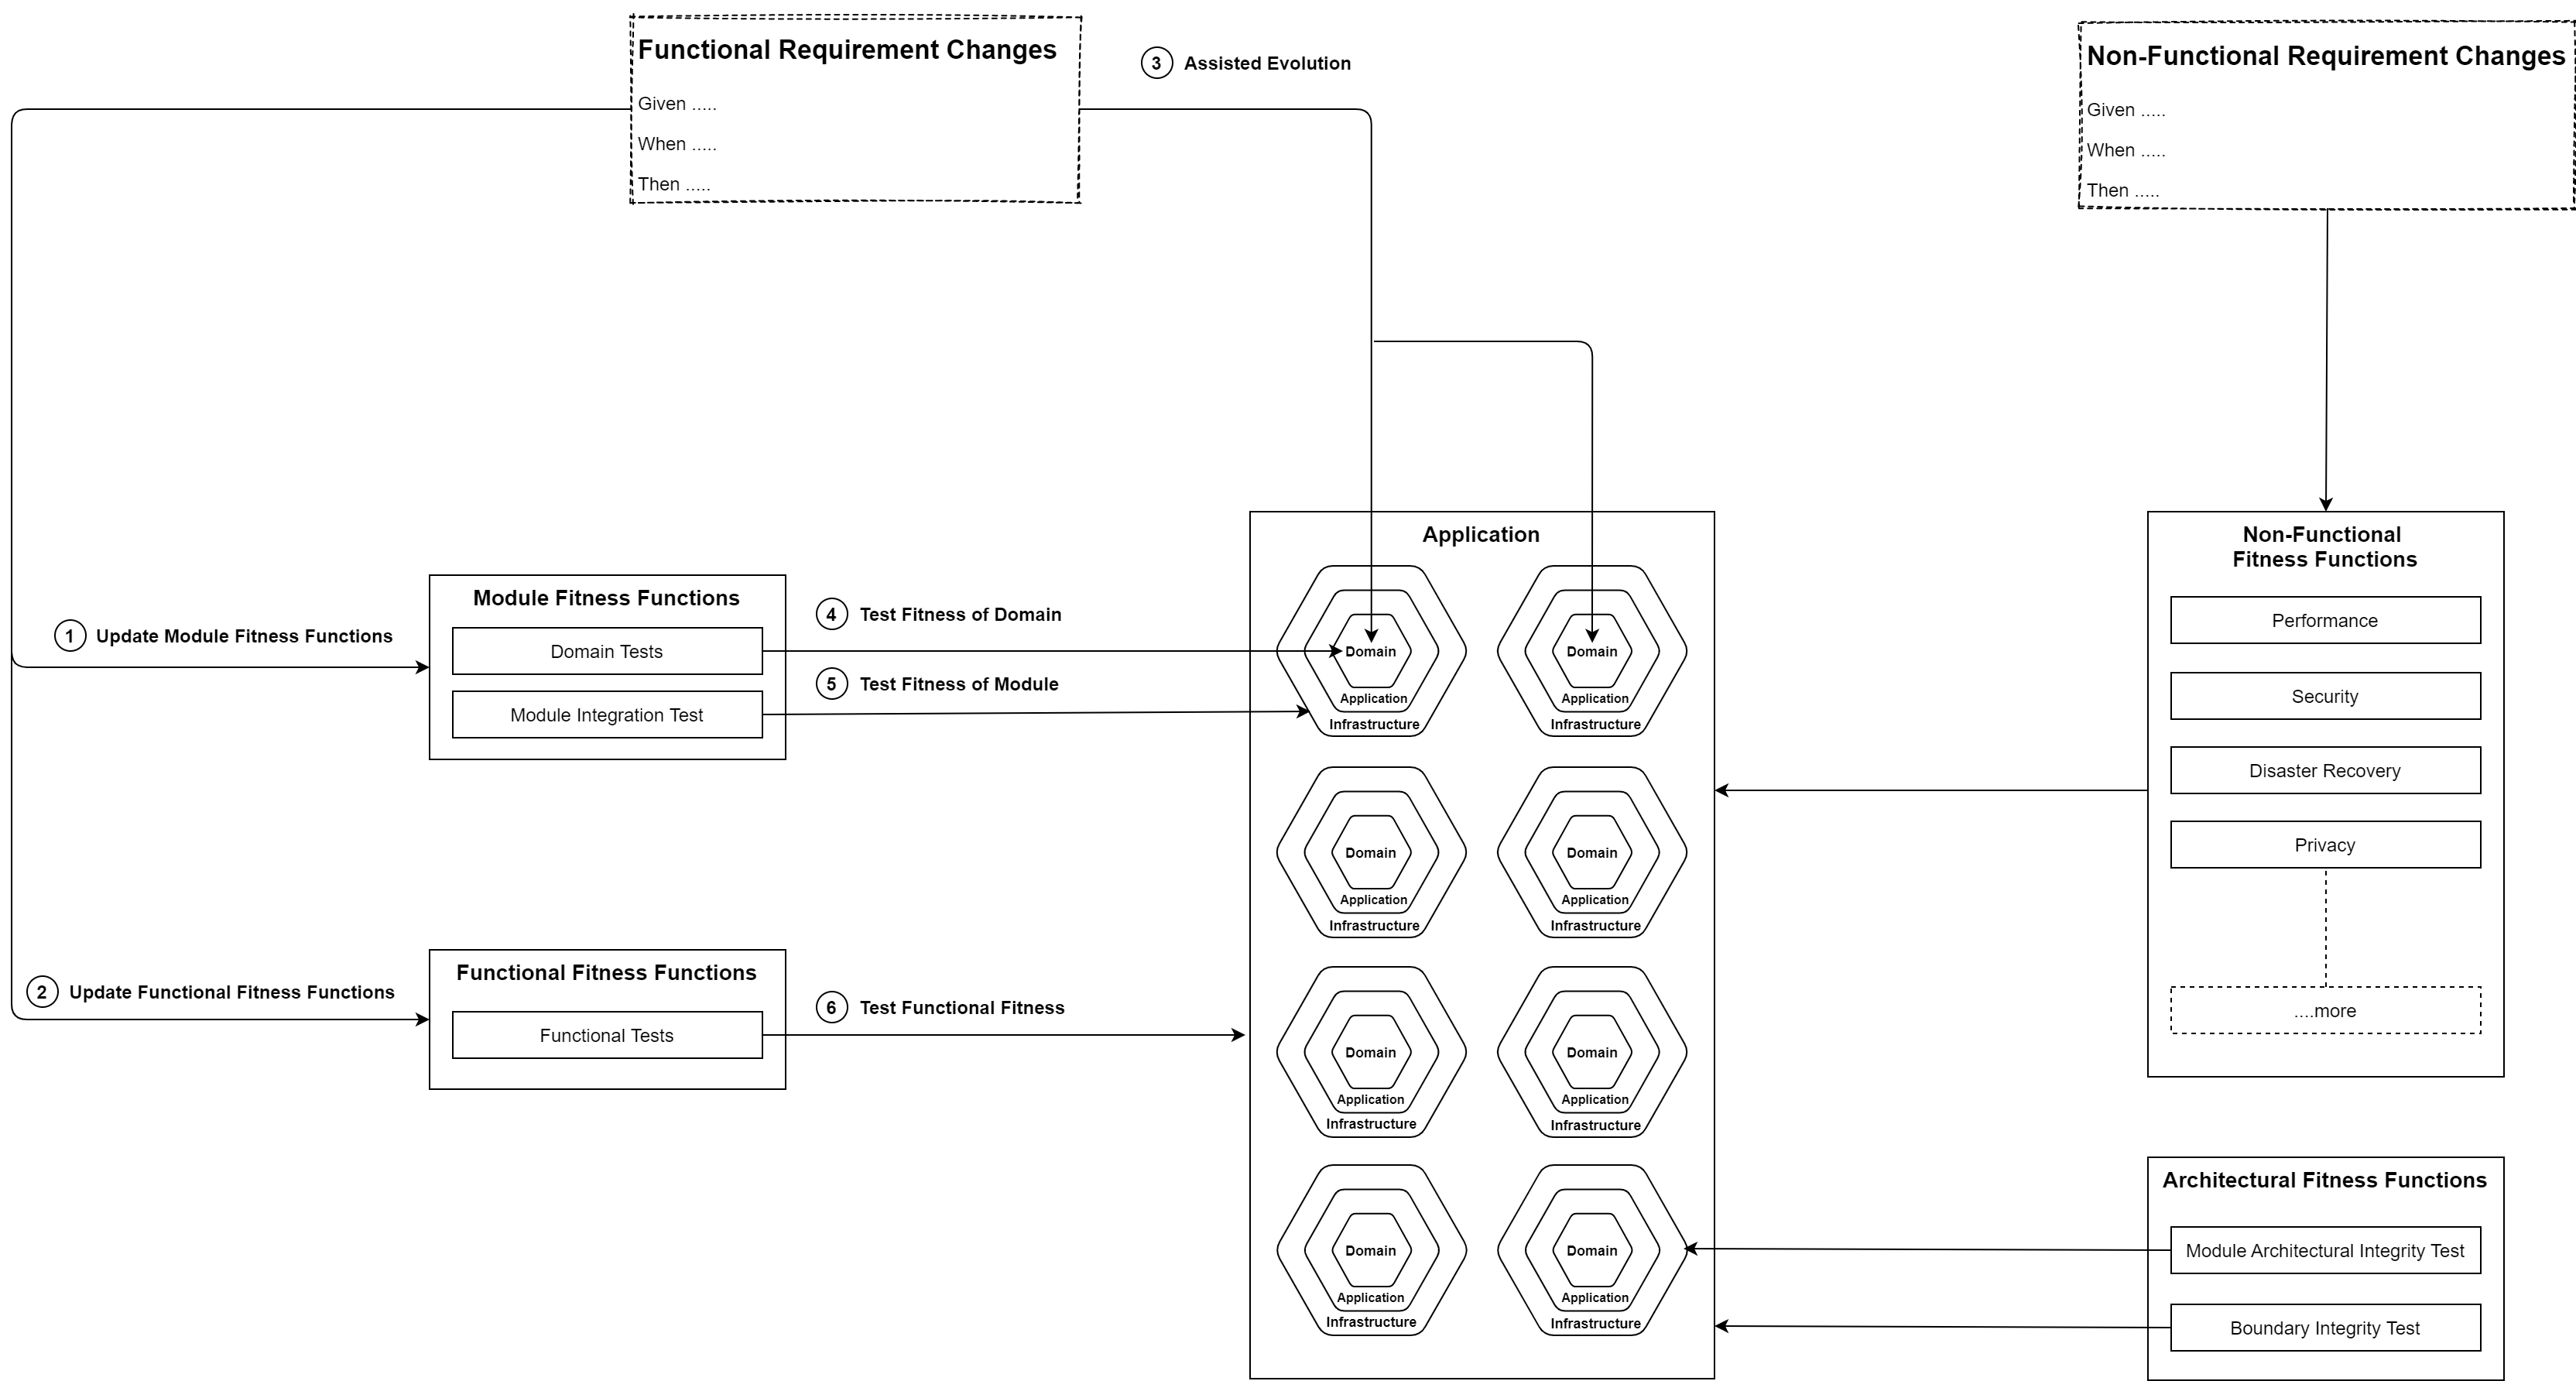 Functional Requirement Changes
Given .....
When .....
Then .....
3 Assisted Evolution
Non-Functional Requirement Changes
Given .....
When .....
Then .....
1 Update Module Fitness Functions
Module Fitness Functions
Domain Tests
Module Integration Test
4 Test Fitness of Domain
5 Test Fitness of Module
2 Update Functional Fitness Functions
Functional Fitness Functions
Functional Tests
6 Test Functional Fitness
Application
Domain
Application
Infrastructure
Domain
Application
Infrastructure
Domain
Application
Infrastructure
Domain
Application
Infrastructure
Domain
Application
Infrastructure
Domain
Application
Infrastructure
Domain
Application
Infrastructure
Domain
Application
Infrastructure
Non-Functional
Fitness Functions
Performance
Security
Disaster Recovery
Privacy
....more
Architectural Fitness Functions
Module Architectural Integrity Test
Boundary Integrity Test